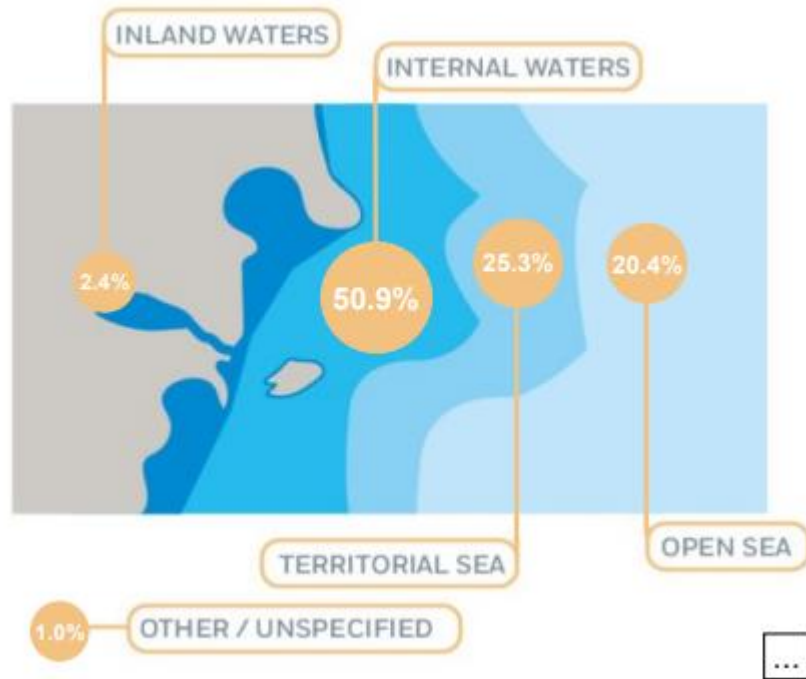 INLAND WATERS
INTERNAL WATERS
2.4%
50.9%
25.3%
20.4%
TERRITORIAL SEA
OPEN SEA
1.0%
OTHER / UNSPECIFIED
...